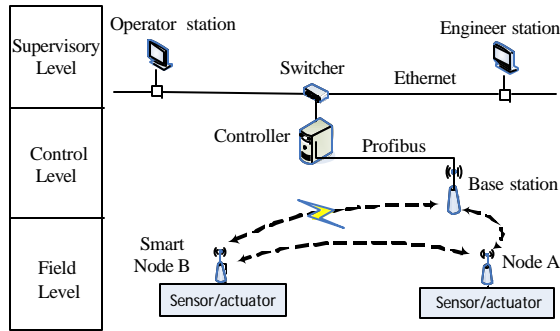 Supervisory
Level
Operator station
Engineer station
Switcher
Ethernet
Control
Level
Controller
Profibus
Base station
Field
Level
Smart
Node B
Node A
Sensor/actuator
Sensor/actuator